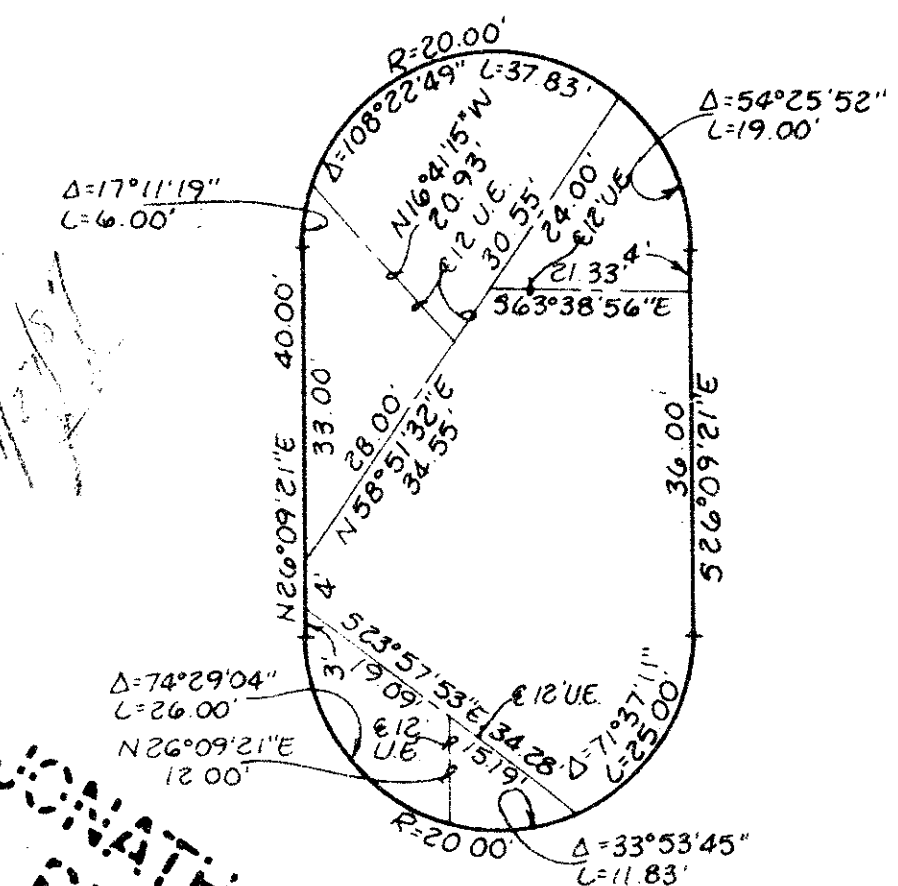 R=20.00'
Δ=108°22'49" L=37.83'
Δ=54°25'52"
L=19.00'
Δ=17°11'19"
L=6.00'
N16°41'15"W
20.93'
℄12 U.E.
30.55'
24.00'
℄12'U.E
21.33'
4'
S63°38'56"E
40.00'
33.00'
N26°09'21"E
28.00'
N58°51'32"E
34.55'
36.00'
S26°09'21"E
4'
3'
S23°57'53"E 34.28'
19.09'
15.19'
℄12'U.E.
℄12'
U.E.
Δ=74°29'04"
L=26.00'
N26°09'21"E
12.00'
Δ=71°37'11"
L=25.00'
R=20.00'
Δ=33°53'45"
L=11.83'
JONATH